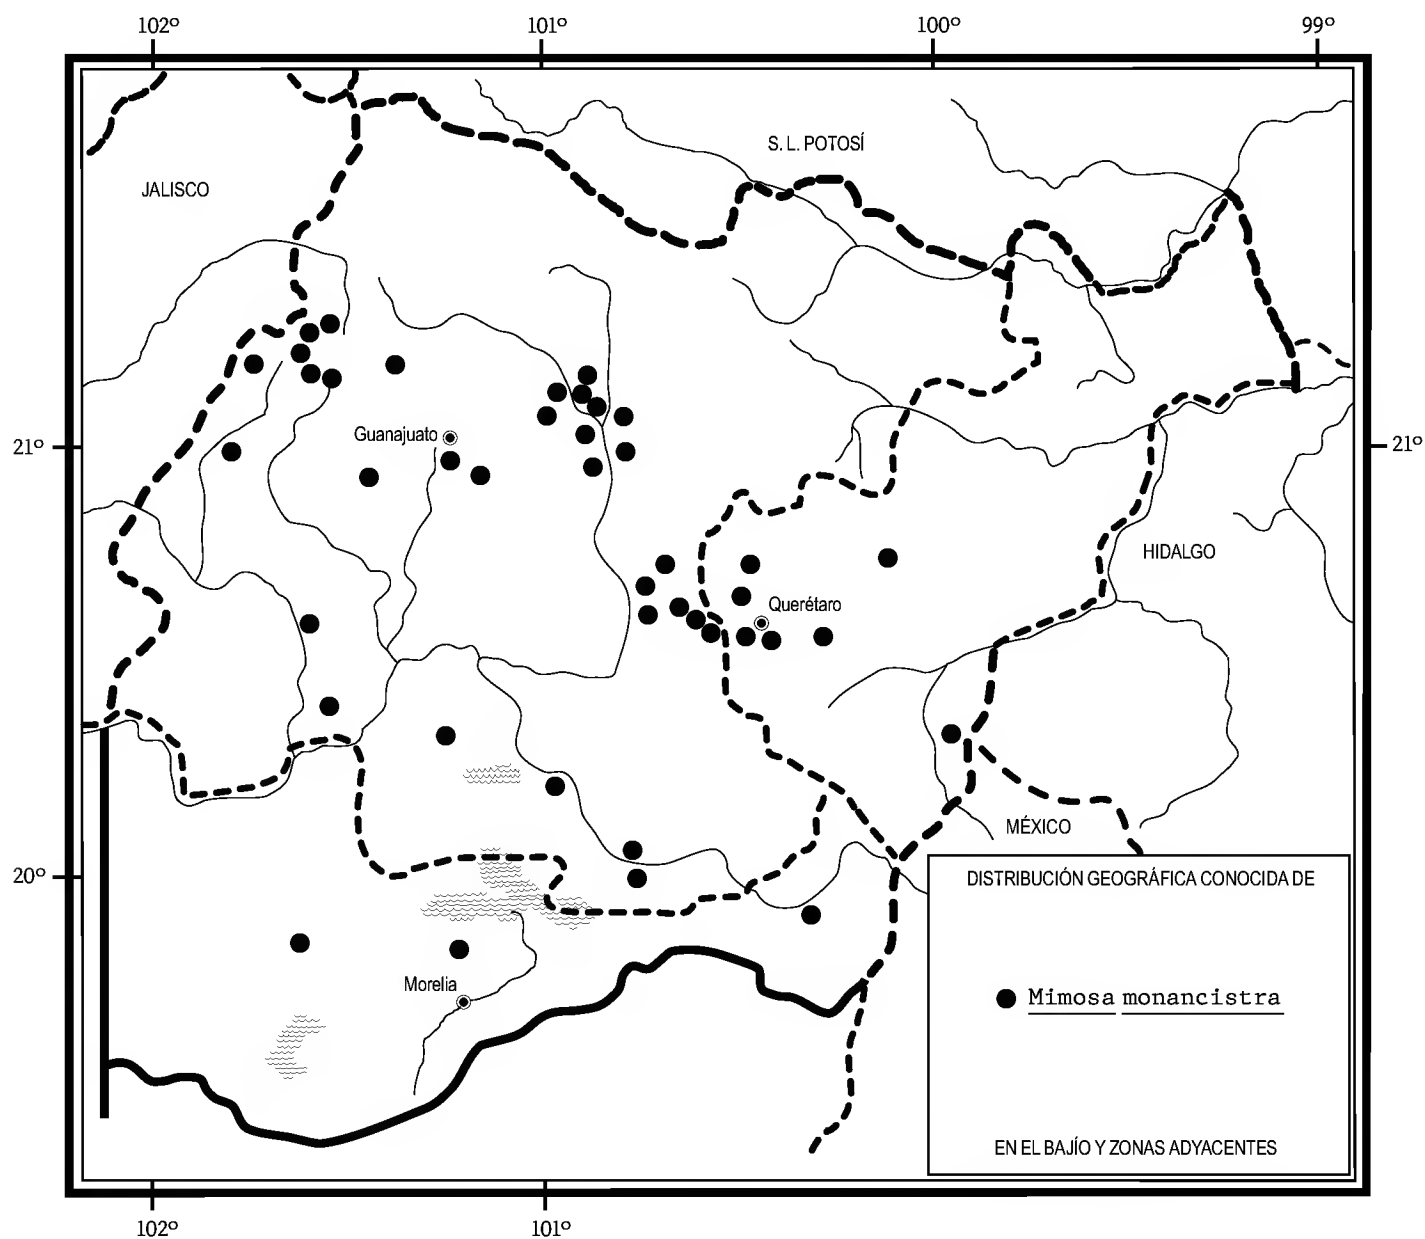 102º 101º 100º 99º
S. L. POTOSÍ
JALISCO
Guanajuato
21º 21º
HIDALGO
Querétaro
MÉXICO
20º
DISTRIBUCIÓN GEOGRÁFICA CONOCIDA DE
Morelia
Mimosa monancistra
EN EL BAJÍO Y ZONAS ADYACENTES
102º 101º